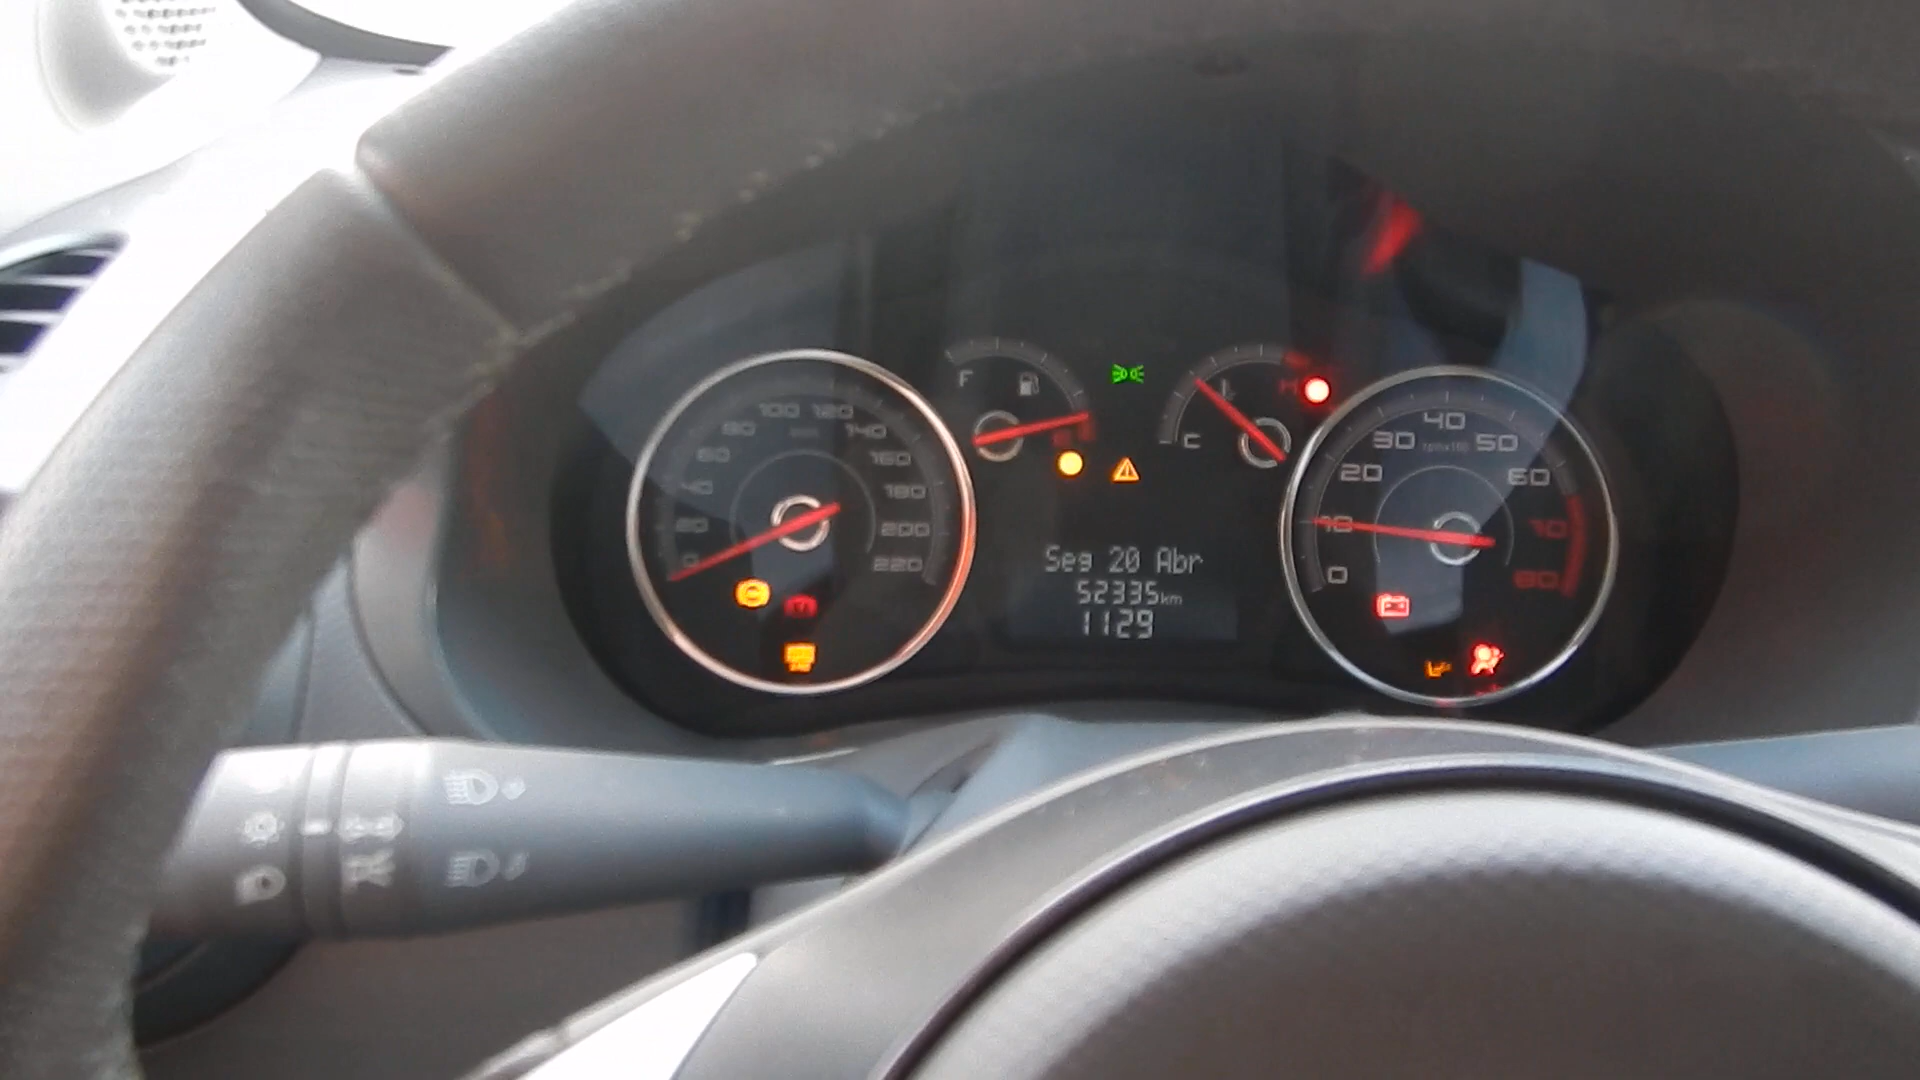 0 20 40 60 80 100 120 140 160 180 200 220
F E
C H
Seg 20 Abr
52335km
1129
0 10 20 30 40 50 60 70 80
rpmx100